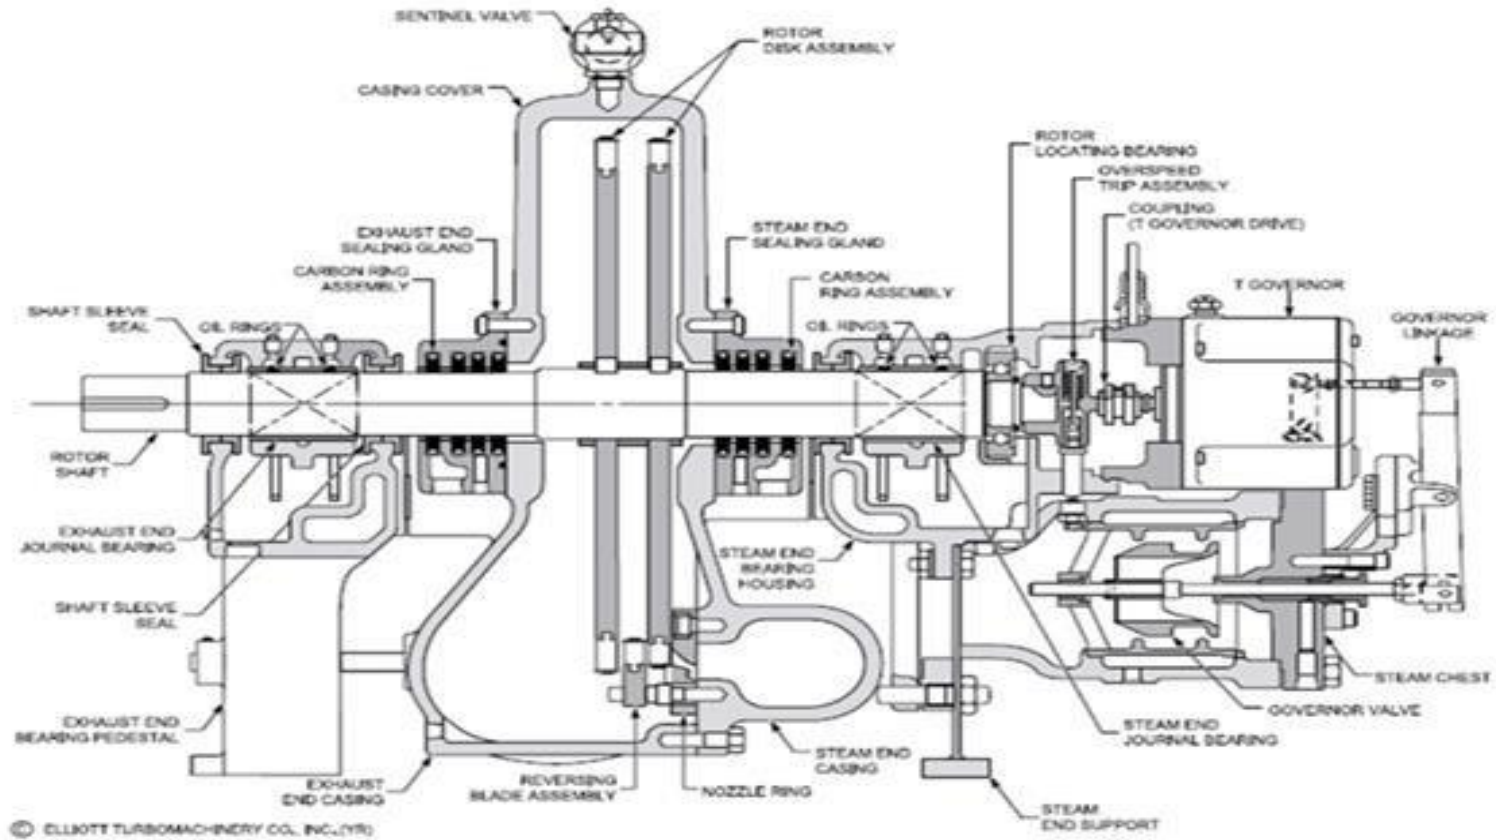 SENTINEL VALVE
ROTOR
DISK ASSEMBLY
CASING COVER
ROTOR
LOCATING BEARING
OVERSPEED
TRIP ASSEMBLY
COUPLING
(T GOVERNOR DRIVE)
EXHAUST END
SEALING GLAND
STEAM END
SEALING GLAND
CARBON RING
ASSEMBLY
CARBON
RING ASSEMBLY
T GOVERNOR
SHAFT SLEEVE
SEAL
OIL RINGS
OIL RINGS
GOVERNOR
LINKAGE
ROTOR
SHAFT
EXHAUST END
JOURNAL BEARING
STEAM END
BEARING
HOUSING
SHAFT SLEEVE
SEAL
STEAM CHEST
GOVERNOR VALVE
EXHAUST END
BEARING PEDESTAL
STEAM END
JOURNAL BEARING
STEAM END
CASING
EXHAUST
END CASING
REVERSING
BLADE ASSEMBLY
NOZZLE RING
STEAM
END SUPPORT
© ELLIOTT TURBOMACHINERY CO., INC. (YR)